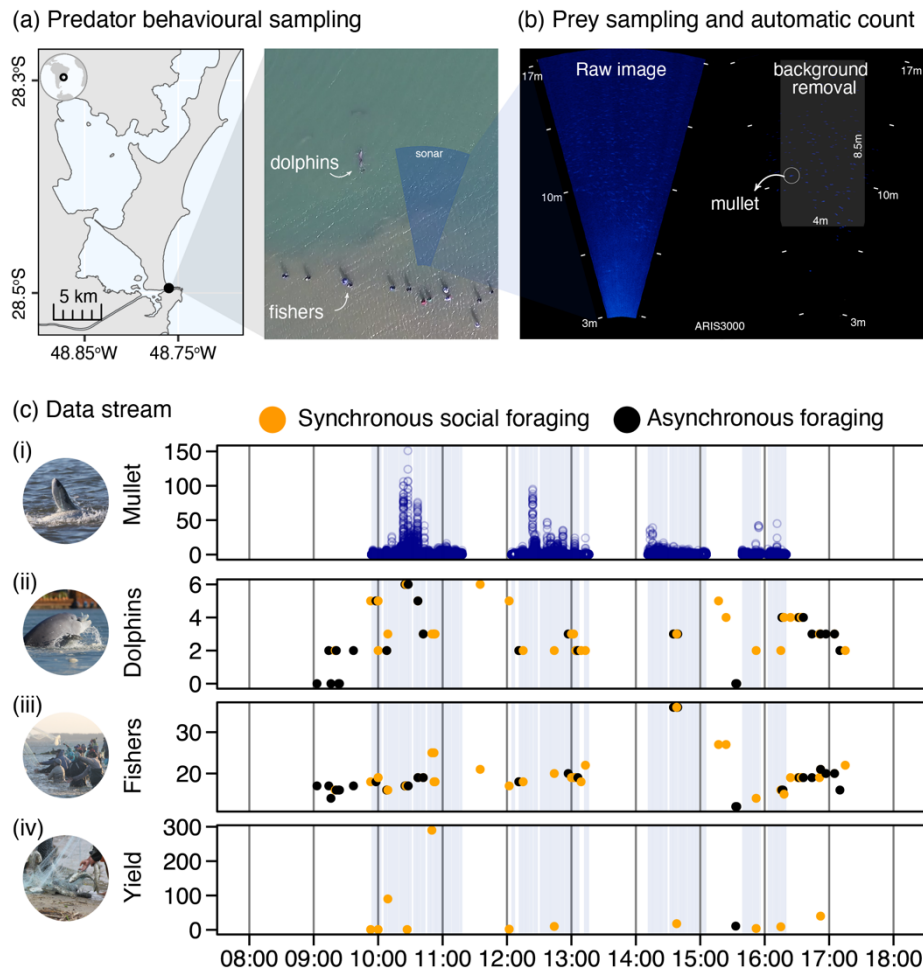 (a) Predator behavioural sampling
28.3°S
28.5°S
5 km
48.85°W
48.75°W
dolphins
sonar
fishers
(b) Prey sampling and automatic count
17m
Raw image
background
removal
17m
8.5m
10m
mullet
10m
4m
3m
ARIS3000
3m
(c) Data stream
Synchronous social foraging
Asynchronous foraging
(i)
Mullet
150
100
50
0
(ii)
Dolphins
6
4
2
0
(iii)
Fishers
30
20
(iv)
Yield
300
200
100
0
08:00 09:00 10:00 11:00 12:00 13:00 14:00 15:00 16:00 17:00 18:00